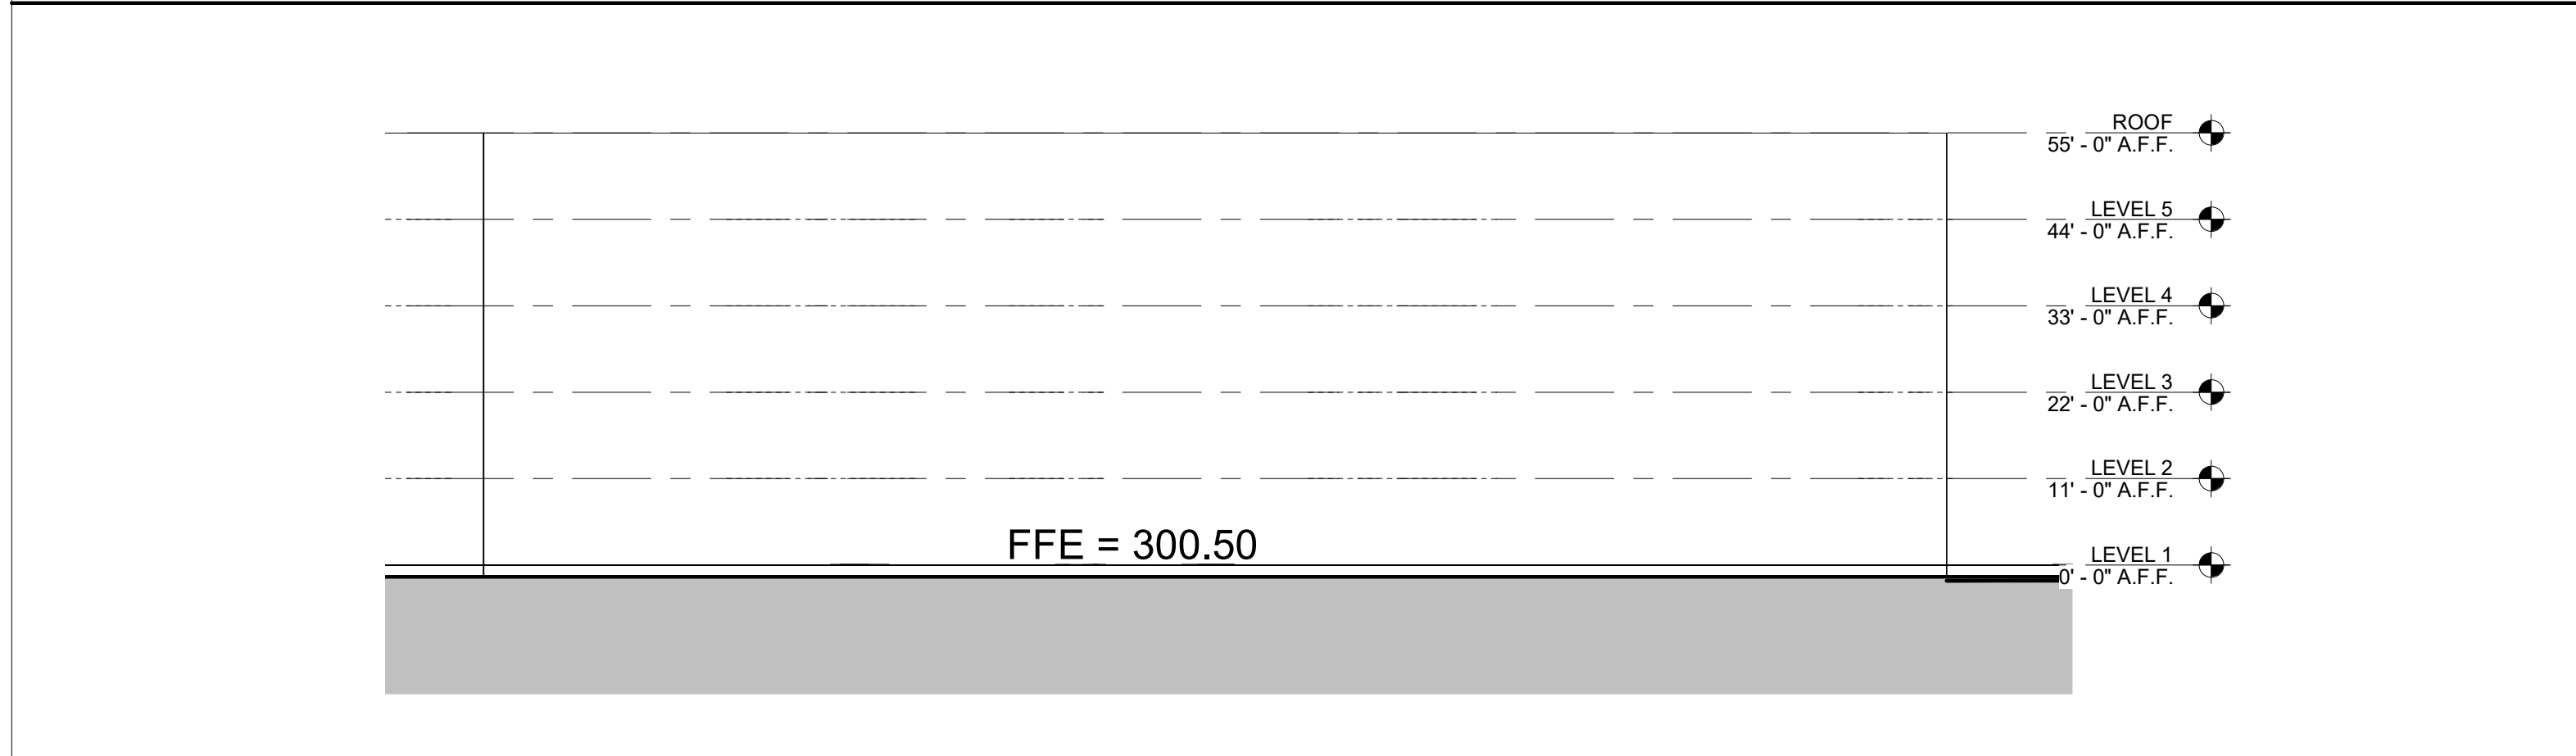 ROOF
55' - 0" A.F.F.
LEVEL 5
44' - 0" A.F.F.
LEVEL 4
33' - 0" A.F.F.
LEVEL 3
22' - 0" A.F.F.
LEVEL 2
11' - 0" A.F.F.
FFE = 300.50
LEVEL 1
0' - 0" A.F.F.